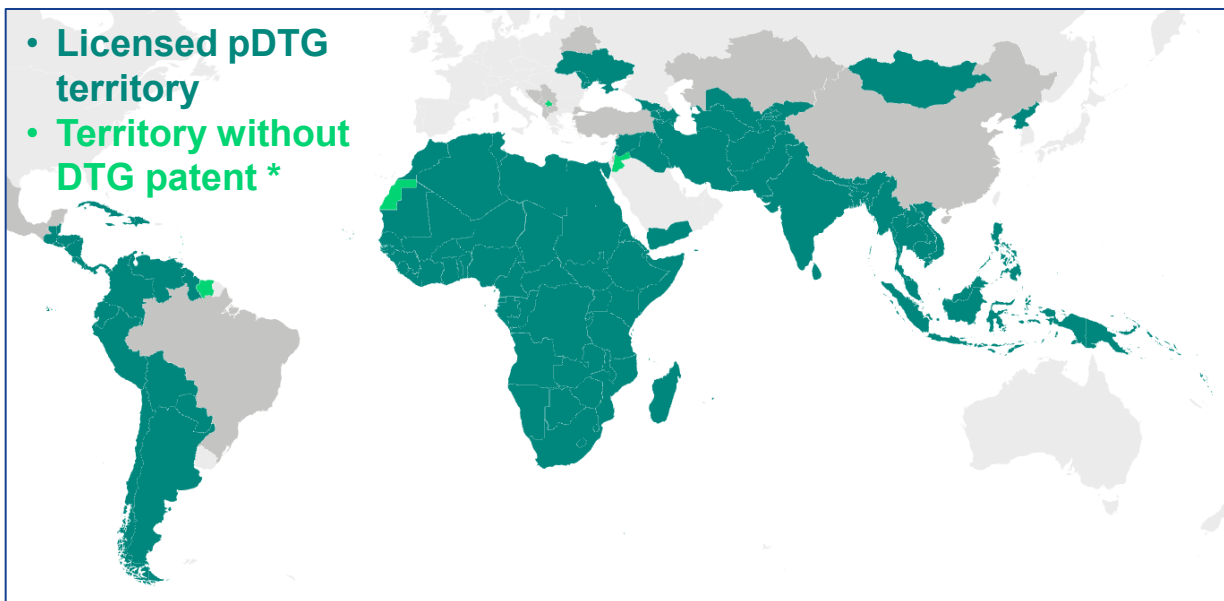 • Licensed pDTG
territory
• Territory without
DTG patent *